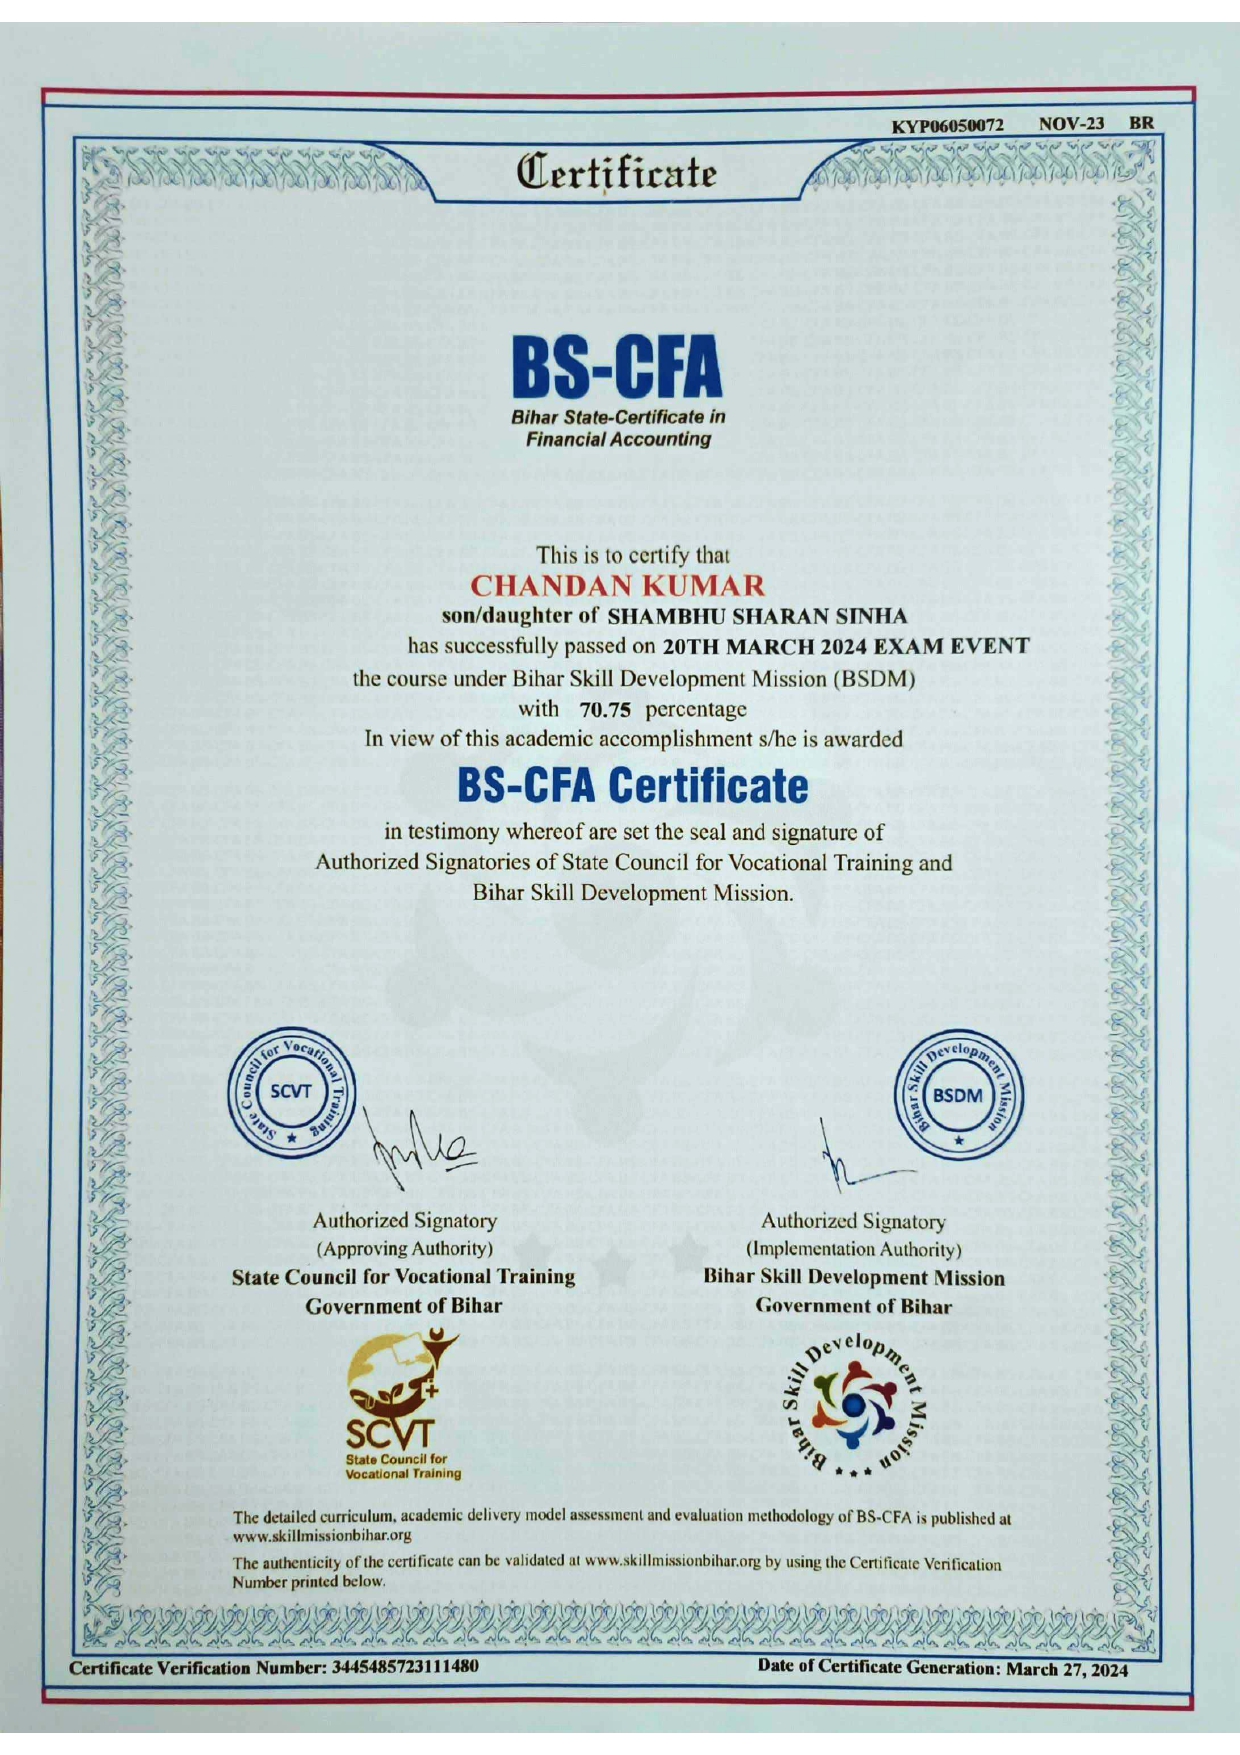 KYP06050072 NOV-23 BR
Certificate
BS-CFA
Bihar State-Certificate in
Financial Accounting
This is to certify that
CHANDAN KUMAR
son/daughter of SHAMBHU SHARAN SINHA
has successfully passed on 20TH MARCH 2024 EXAM EVENT
the course under Bihar Skill Development Mission (BSDM)
with 70.75 percentage
In view of this academic accomplishment s/he is awarded
BS-CFA Certificate
in testimony whereof are set the seal and signature of
Authorized Signatories of State Council for Vocational Training and
Bihar Skill Development Mission.
State Council for Vocational Training
SCVT
Bihar Skill Development Mission
BSDM
Authorized Signatory
(Approving Authority)
State Council for Vocational Training
Government of Bihar
Authorized Signatory
(Implementation Authority)
Bihar Skill Development Mission
Government of Bihar
SCVT
State Council for
Vocational Training
Bihar Skill Development Mission
The detailed curriculum, academic delivery model assessment and evaluation methodology of BS-CFA is published at
www.skillmissionbihar.org
The authenticity of the certificate can be validated at www.skillmissionbihar.org by using the Certificate Verification
Number printed below.
Certificate Verification Number: 3445485723111480
Date of Certificate Generation: March 27, 2024